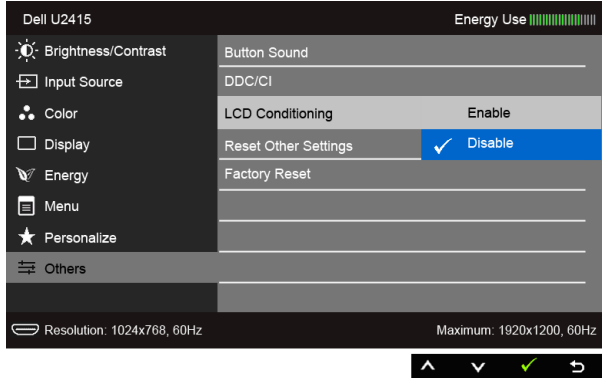 Dell U2415 Energy Use
Brightness/Contrast Button Sound
Input Source DDC/CI
Color LCD Conditioning Enable
Display Reset Other Settings Disable
Energy Factory Reset
Menu
Personalize
Others
Resolution: 1024x768, 60Hz Maximum: 1920x1200, 60Hz